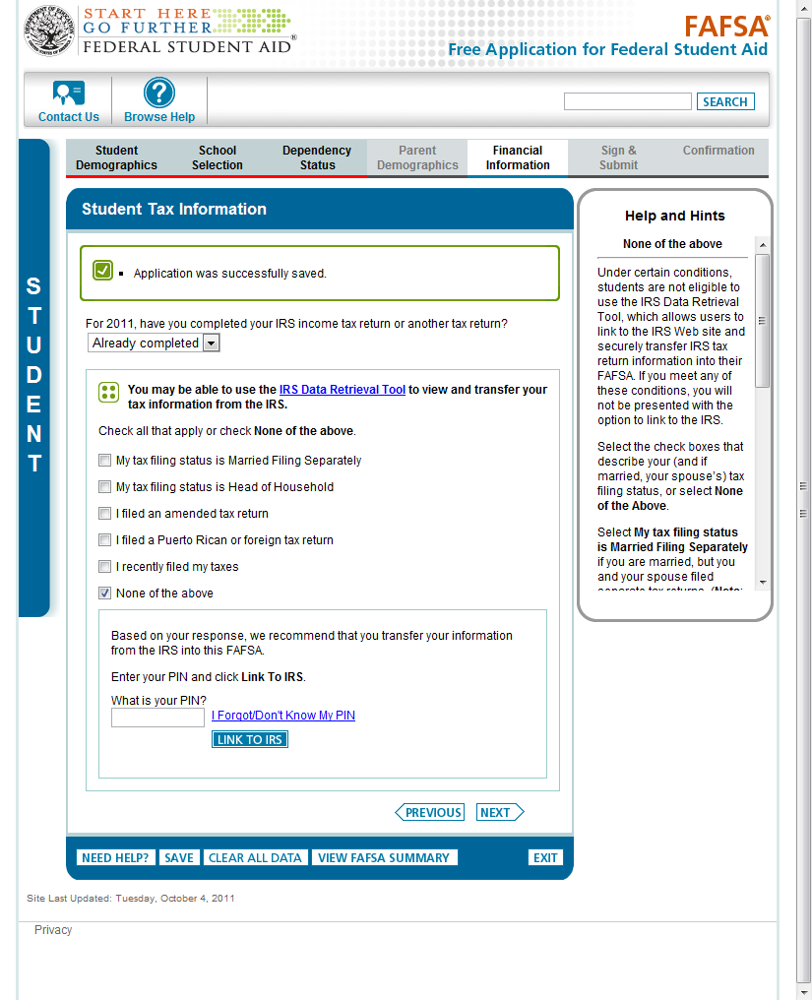 START HERE
GO FURTHER
FEDERAL STUDENT AID®
FAFSA®
Free Application for Federal Student Aid
Contact Us
Browse Help
SEARCH
Student Demographics
School Selection
Dependency Status
Parent Demographics
Financial Information
Sign & Submit
Confirmation
STUDENT
Student Tax Information
Application was successfully saved.
For 2011, have you completed your IRS income tax return or another tax return?
Already completed
You may be able to use the IRS Data Retrieval Tool to view and transfer your
tax information from the IRS.
Check all that apply or check None of the above.
My tax filing status is Married Filing Separately
My tax filing status is Head of Household
I filed an amended tax return
I filed a Puerto Rican or foreign tax return
I recently filed my taxes
None of the above
Based on your response, we recommend that you transfer your information
from the IRS into this FAFSA.
Enter your PIN and click Link To IRS.
What is your PIN?
I Forgot/Don't Know My PIN
LINK TO IRS
PREVIOUS
NEXT
NEED HELP?
SAVE
CLEAR ALL DATA
VIEW FAFSA SUMMARY
EXIT
Help and Hints
None of the above
Under certain conditions,
students are not eligible to
use the IRS Data Retrieval
Tool, which allows users to
link to the IRS Web site and
securely transfer IRS tax
return information into their
FAFSA. If you meet any of
these conditions, you will
not be presented with the
option to link to the IRS.
Select the check boxes that
describe your (and if
married, your spouse's) tax
filing status, or select None
of the Above.
Select My tax filing status
is Married Filing Separately
if you are married, but you
and your spouse filed
separate tax returns. (Note:
Site Last Updated: Tuesday, October 4, 2011
Privacy